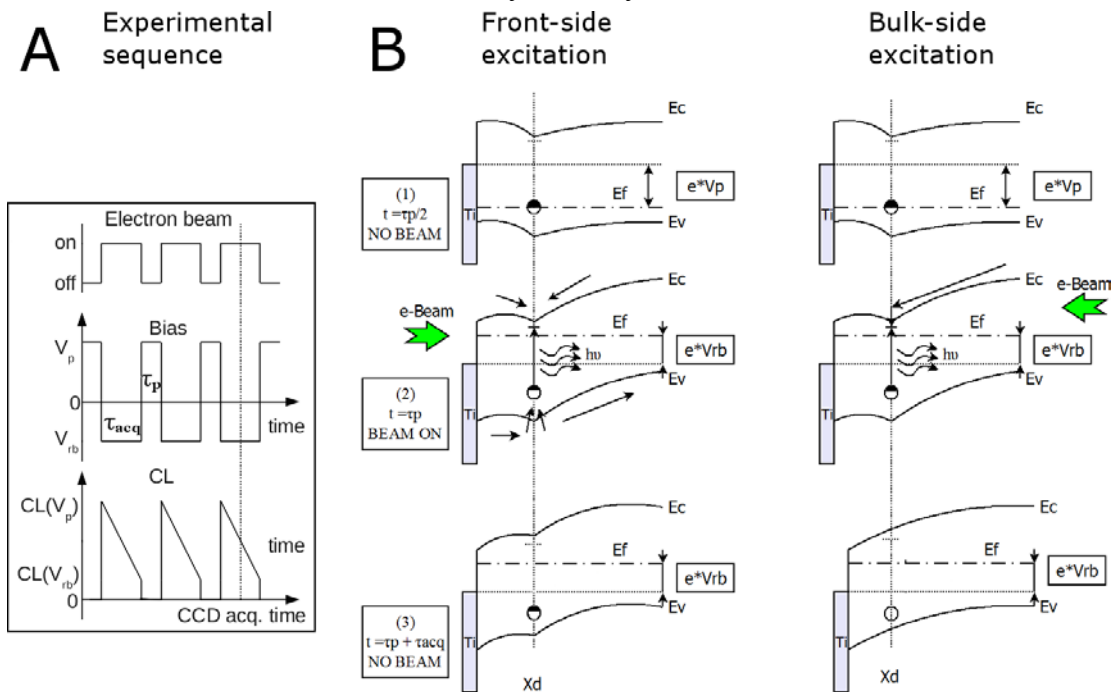 A
Experimental
sequence
Electron beam
on
off
Bias
Vp
τp
0
τacq
time
Vrb
CL
CL(Vp)
time
CL(Vrb)
0
CCD acq. time
B
Front-side
excitation
Ec
(1)
t =τp/2
NO BEAM
Ti
Ef
e*Vp
Ev
e-Beam
Ec
Ef
hυ
e*Vrb
(2)
t =τp
BEAM ON
Ti
Ev
Ec
Ef
e*Vrb
(3)
t =τp + τacq
NO BEAM
Ti
Ev
Xd
Bulk-side
excitation
Ec
Ti
Ef
e*Vp
Ev
Ec
e-Beam
Ef
hυ
e*Vrb
Ti
Ev
Ec
Ef
e*Vrb
Ti
Ev
Xd